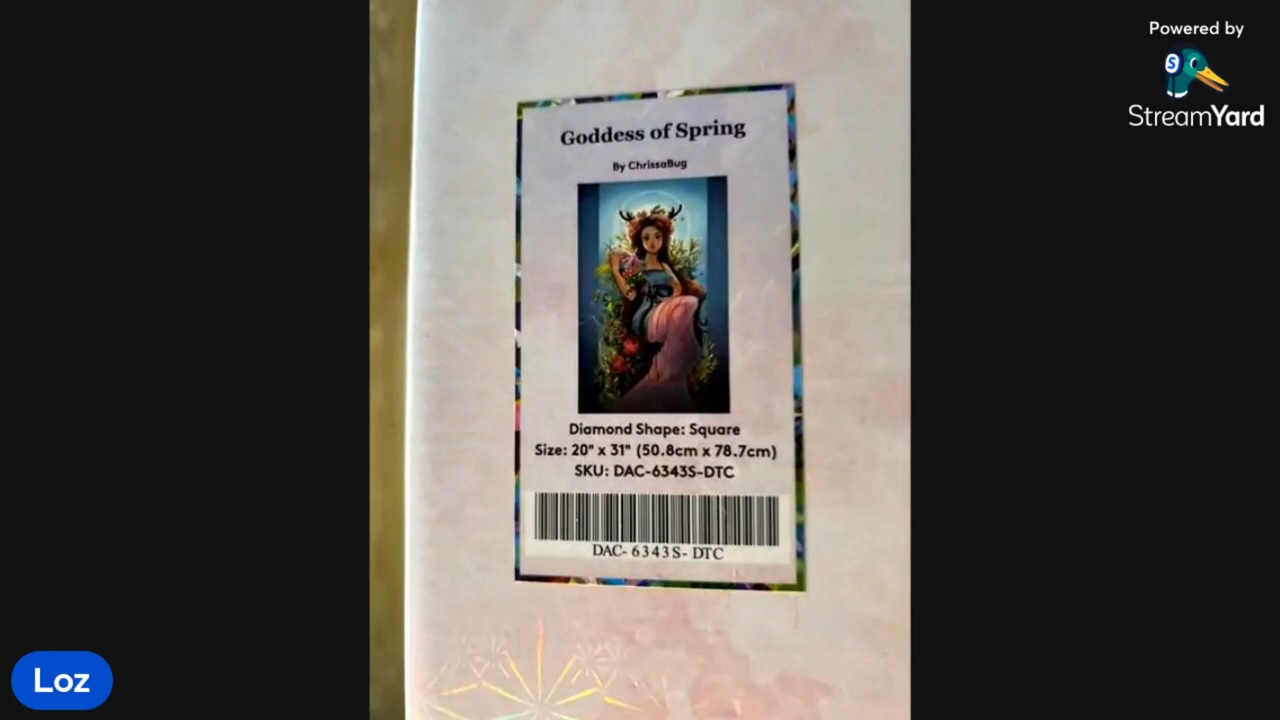 Powered by
StreamYard
Goddess of Spring
By ChrissaBug
Diamond Shape: Square
Size: 20" x 31" (50.8cm x 78.7cm)
SKU: DAC-6343S-DTC
DAC- 6343S- DTC
Loz